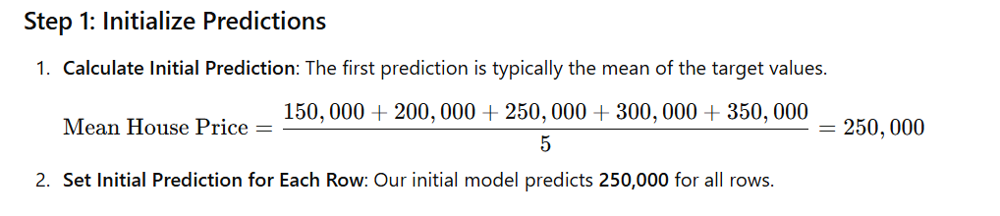 Step 1: Initialize Predictions
1. Calculate Initial Prediction: The first prediction is typically the mean of the target values.
Mean House Price = \frac{150,000 + 200,000 + 250,000 + 300,000 + 350,000}{5} = 250,000
2. Set Initial Prediction for Each Row: Our initial model predicts 250,000 for all rows.